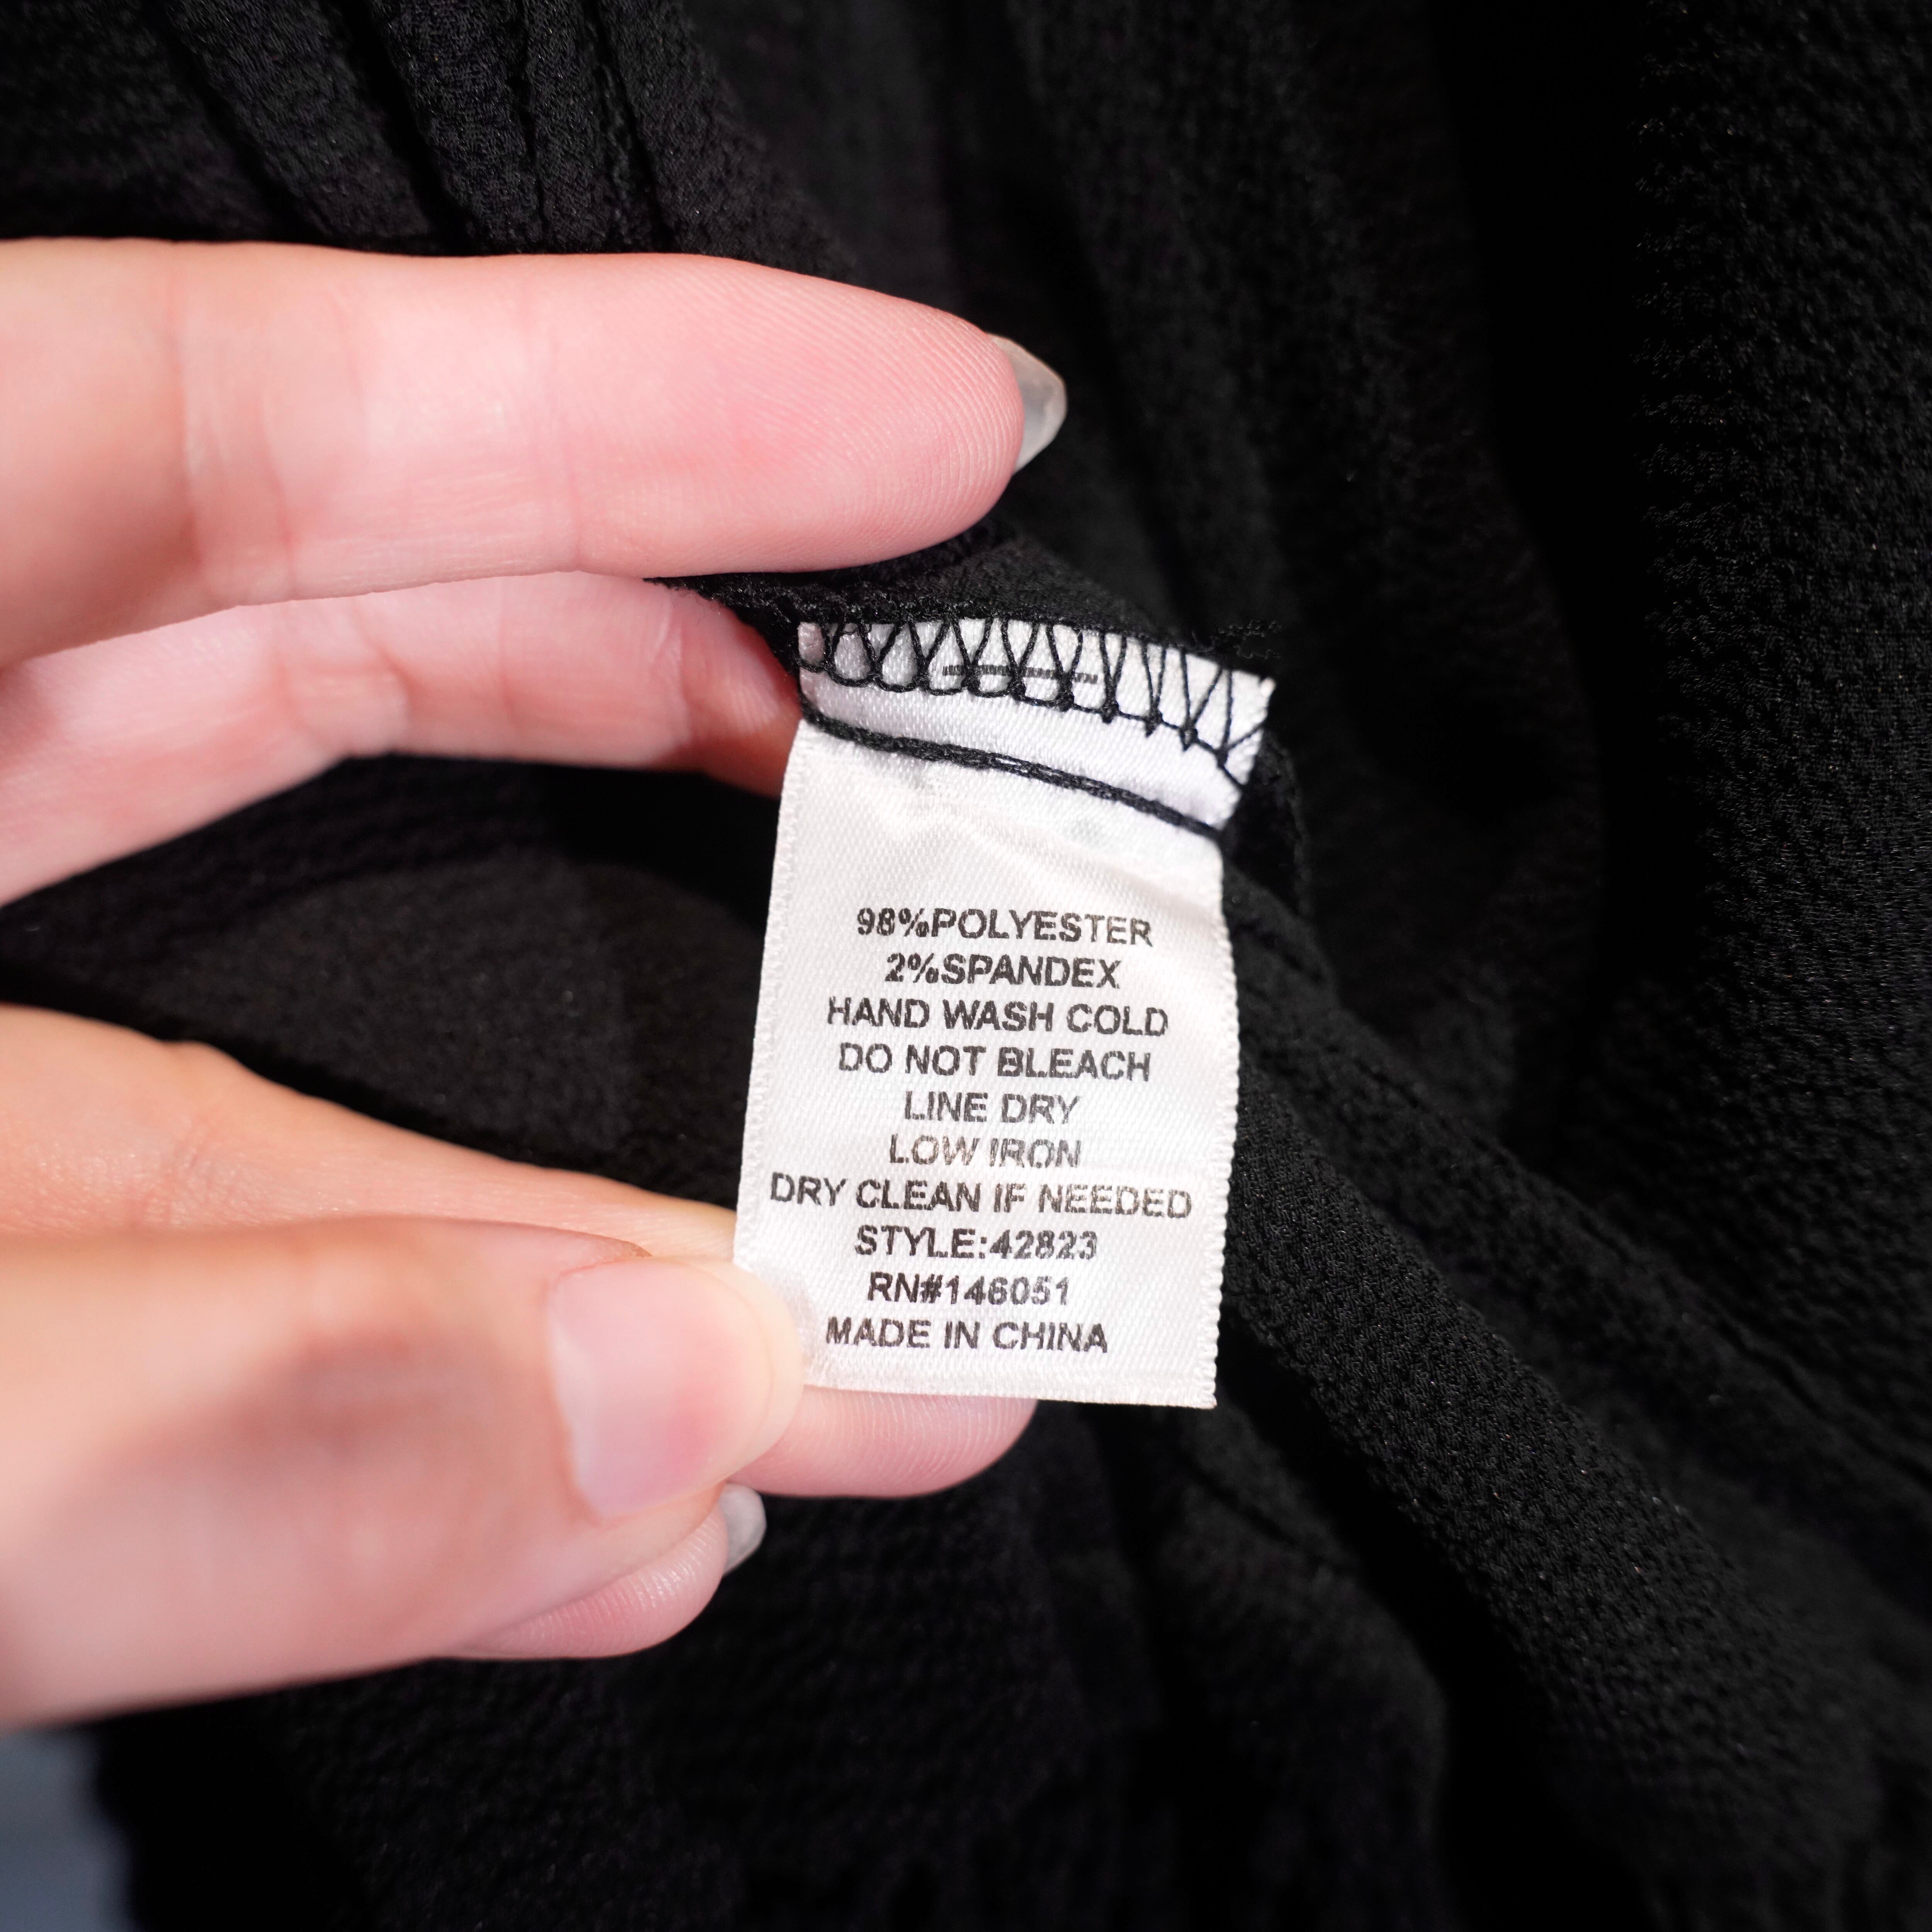 98%POLYESTER
2%SPANDEX
HAND WASH COLD
DO NOT BLEACH
LINE DRY
LOW IRON
DRY CLEAN IF NEEDED
STYLE:42823
RN#146051
MADE IN CHINA